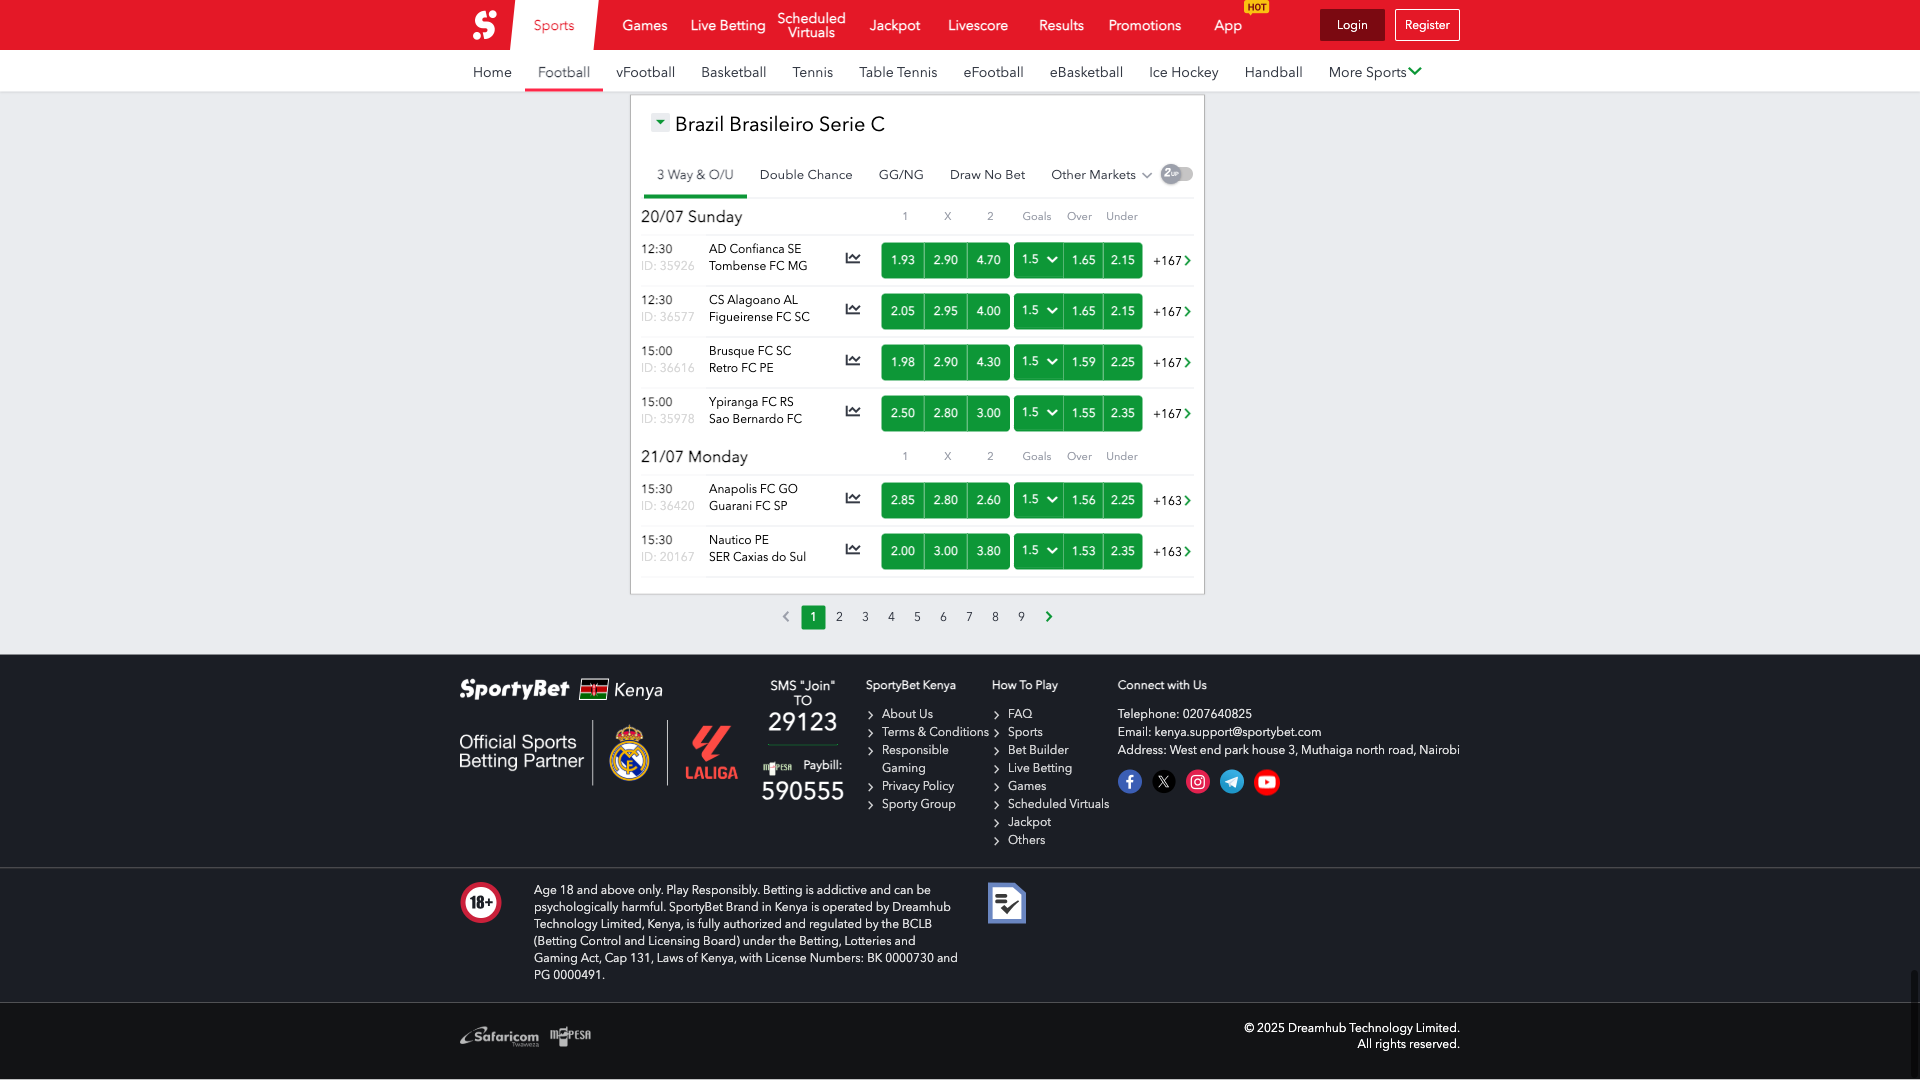 Sports
Games
Live Betting
Scheduled
Virtuals
Jackpot
Livescore
Results
Promotions
App
HOT
Login
Register
Home
Football
vFootball
Basketball
Tennis
Table Tennis
eFootball
eBasketball
Ice Hockey
Handball
More Sports
Brazil Brasileiro Serie C
3 Way & O/U
Double Chance
GG/NG
Draw No Bet
Other Markets
2UP
20/07 Sunday 1 X 2 Goals Over Under
12:30 AD Confianca SE
ID: 35926 Tombense FC MG
1.93 2.90 4.70 1.5 1.65 2.15 +167
12:30 CS Alagoano AL
ID: 36577 Figueirense FC SC
2.05 2.95 4.00 1.5 1.65 2.15 +167
15:00 Brusque FC SC
ID: 36616 Retro FC PE
1.98 2.90 4.30 1.5 1.59 2.25 +167
15:00 Ypiranga FC RS
ID: 35978 Sao Bernardo FC
2.50 2.80 3.00 1.5 1.55 2.35 +167
21/07 Monday 1 X 2 Goals Over Under
15:30 Anapolis FC GO
ID: 36420 Guarani FC SP
2.85 2.80 2.60 1.5 1.56 2.25 +163
15:30 Nautico PE
ID: 20167 SER Caxias do Sul
2.00 3.00 3.80 1.5 1.53 2.35 +163
1 2 3 4 5 6 7 8 9
SportyBet Kenya
Official Sports
Betting Partner
LALIGA
SMS "Join"
TO
29123
M-PESA Paybill:
590555
SportyBet Kenya
About Us
Terms & Conditions
Responsible
Gaming
Privacy Policy
Sporty Group
How To Play
FAQ
Sports
Bet Builder
Live Betting
Games
Scheduled Virtuals
Jackpot
Others
Connect with Us
Telephone: 0207640825
Email: kenya.support@sportybet.com
Address: West end park house 3, Muthaiga north road, Nairobi
18+
Age 18 and above only. Play Responsibly. Betting is addictive and can be
psychologically harmful. SportyBet Brand in Kenya is operated by Dreamhub
Technology Limited, Kenya, is fully authorized and regulated by the BCLB
(Betting Control and Licensing Board) under the Betting, Lotteries and
Gaming Act, Cap 131, Laws of Kenya, with License Numbers: BK 0000730 and
PG 0000491.
Safaricom
Twaweza
M-PESA
© 2025 Dreamhub Technology Limited.
All rights reserved.